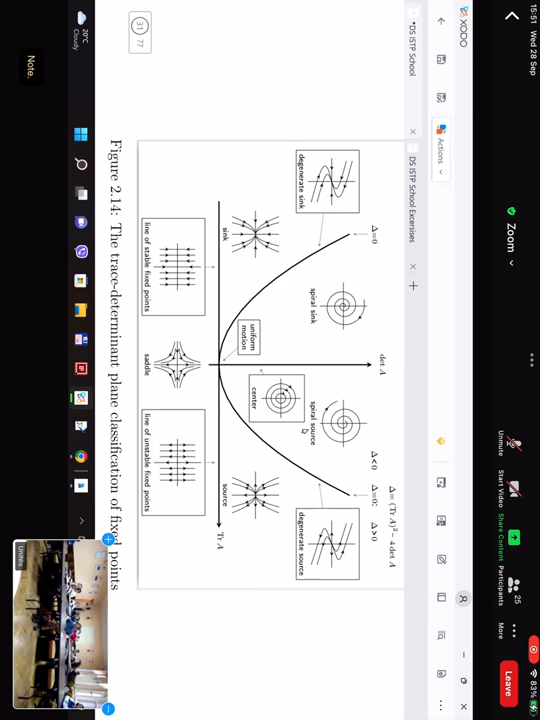 15:51 Wed 28 Sep
83%
Zoom
Unmute
Start Video
Share Content
Participants
25
More
Leave
XODO
*DS ISTP School
DS ISTP School Excersises
Actions
det A
Δ = (Tr A)² − 4 det A
Δ=0
Δ<0
Δ=0:
Δ>0
degenerate sink
spiral sink
spiral source
degenerate source
uniform motion
center
sink
source
Tr A
line of stable fixed points
saddle
line of unstable fixed points
Figure 2.14: The trace-determinant plane classification of fixed points
31 77
20°C
Cloudy
UniNis
Note.